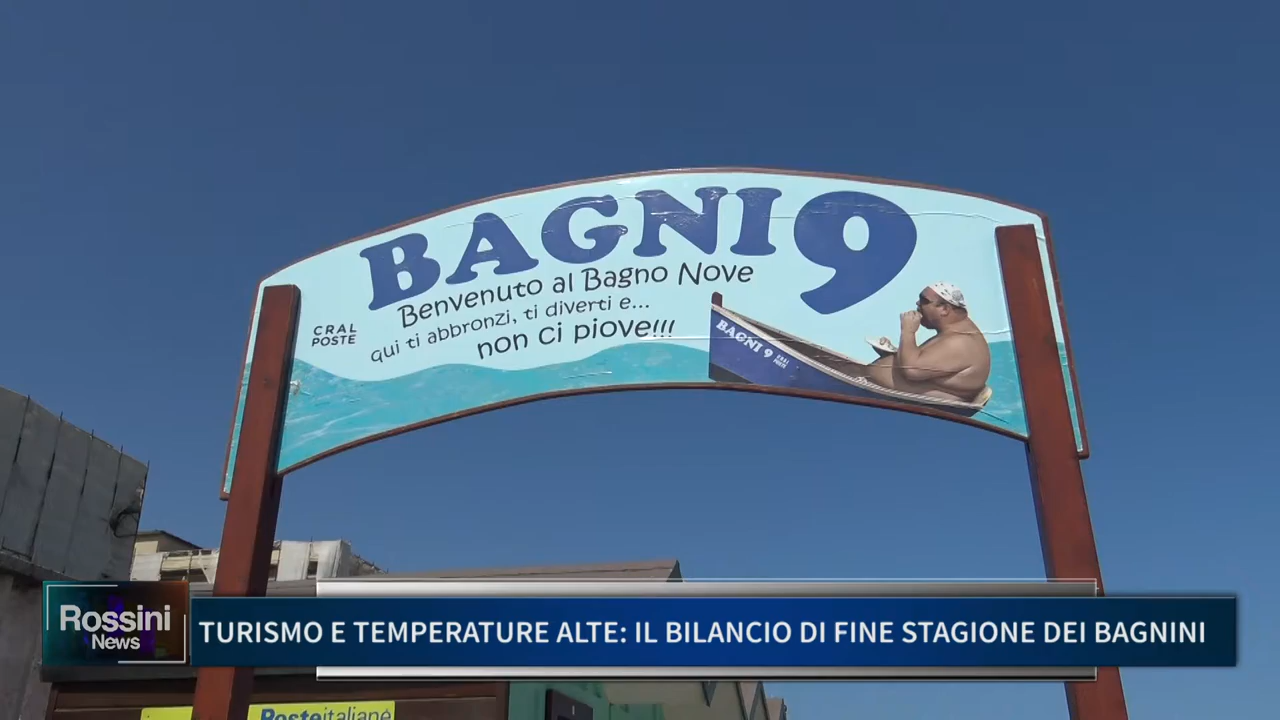 BAGNI 9
Benvenuto al Bagno Nove
qui ti abbronzi, ti diverti e...
non ci piove!!!
CRAL
POSTE
BAGNI 9
Rossini
News
TURISMO E TEMPERATURE ALTE: IL BILANCIO DI FINE STAGIONE DEI BAGNINI
Posteitaliane